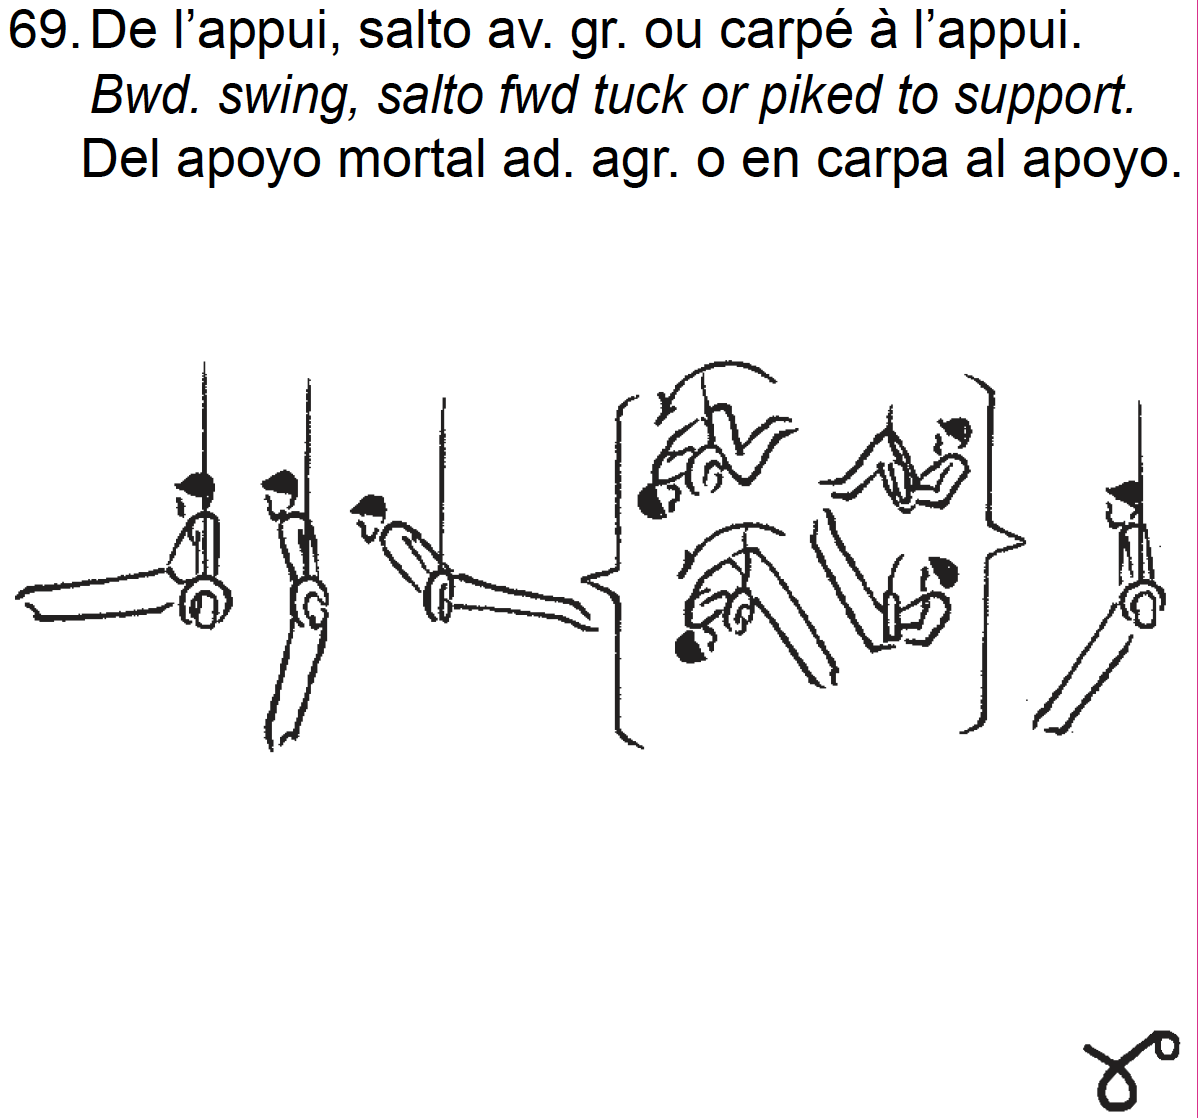 69. De l’appui, salto av. gr. ou carpé à l’appui.
Bwd. swing, salto fwd tuck or piked to support.
Del apoyo mortal ad. agr. o en carpa al apoyo.